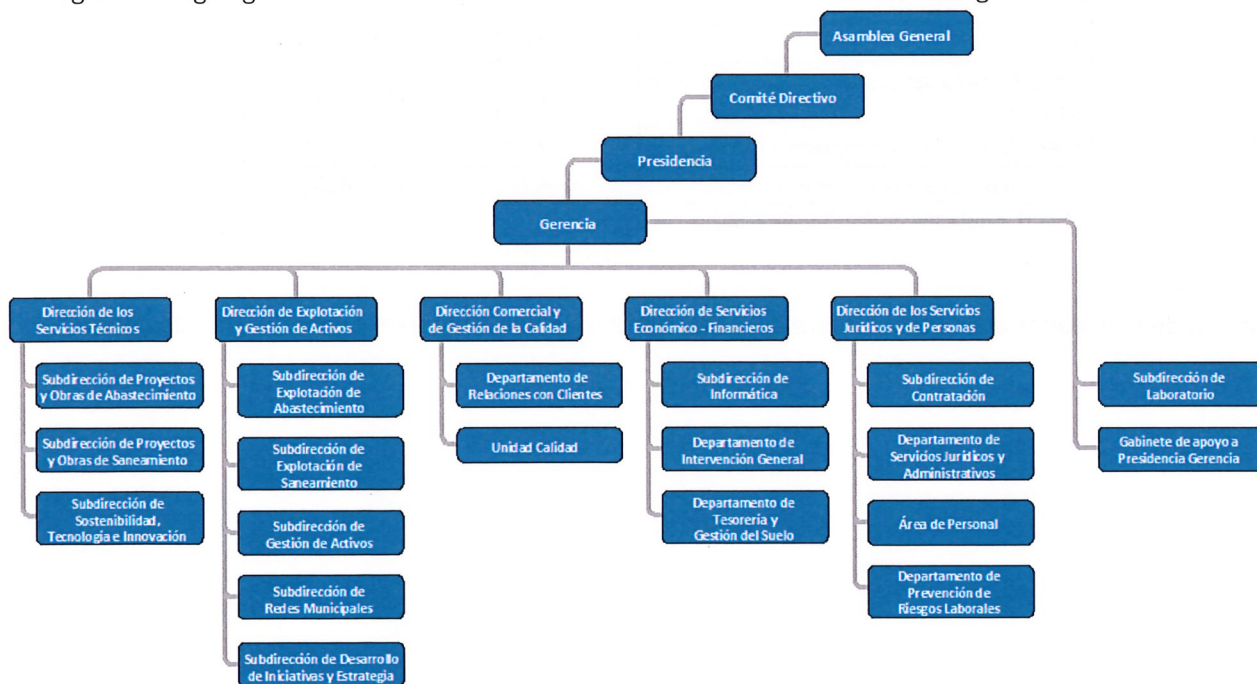 Asamblea General
Comité Directivo
Presidencia
Gerencia
Dirección de los
Servicios Técnicos
Subdirección de Proyectos
y Obras de Abastecimiento
Subdirección de Proyectos
y Obras de Saneamiento
Subdirección de
Sostenibilidad,
Tecnología e Innovación
Dirección de Explotación
y Gestión de Activos
Subdirección de
Explotación de
Abastecimiento
Subdirección de
Explotación de
Saneamiento
Subdirección de
Gestión de Activos
Subdirección de
Redes Municipales
Subdirección de Desarrollo
de Iniciativas y Estrategia
Dirección Comercial y
de Gestión de la Calidad
Departamento de
Relaciones con Clientes
Unidad Calidad
Dirección de Servicios
Económico - Financieros
Subdirección de
Informática
Departamento de
Intervención General
Departamento de
Tesorería y
Gestión del Suelo
Dirección de los Servicios
Jurídicos y de Personas
Subdirección de
Contratación
Departamento de
Servicios Jurídicos y
Administrativos
Área de Personal
Departamento de
Prevención de
Riesgos Laborales
Subdirección de
Laboratorio
Gabinete de apoyo a
Presidencia Gerencia